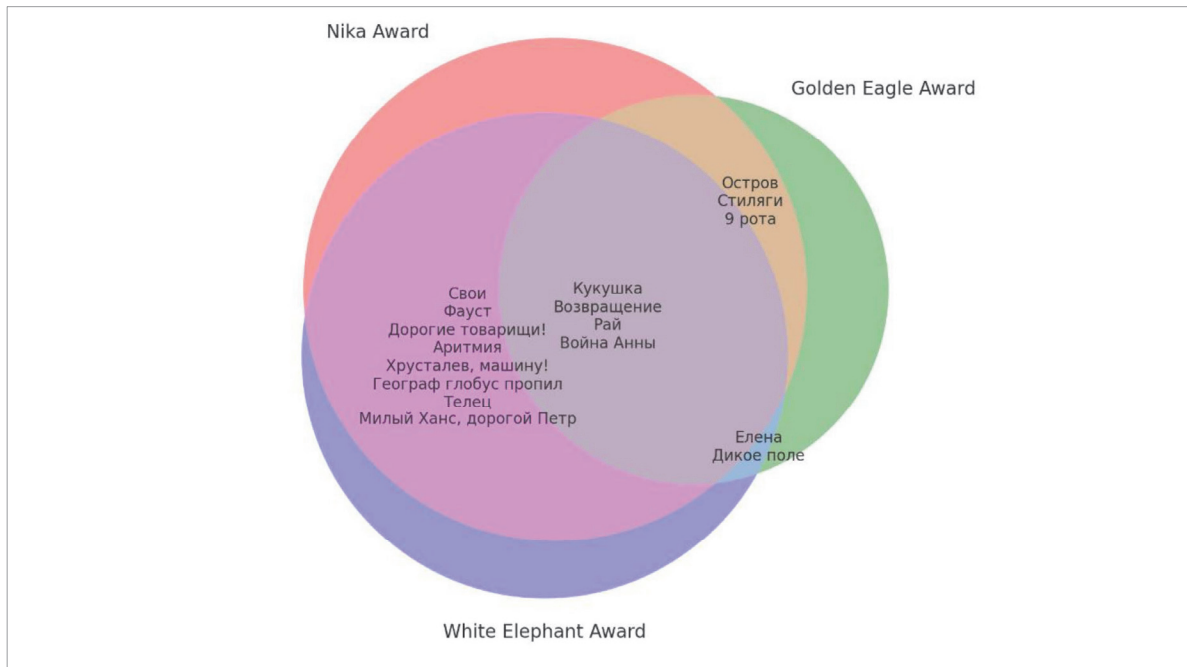 Nika Award
Golden Eagle Award
Остров
Стиляги
9 рота
Свои
Фауст
Дорогие товарищи!
Аритмия
Хрусталев, машину!
Географ глобус пропил
Телец
Милый Ханс, дорогой Петр
Кукушка
Возвращение
Рай
Война Анны
Елена
Дикое поле
White Elephant Award